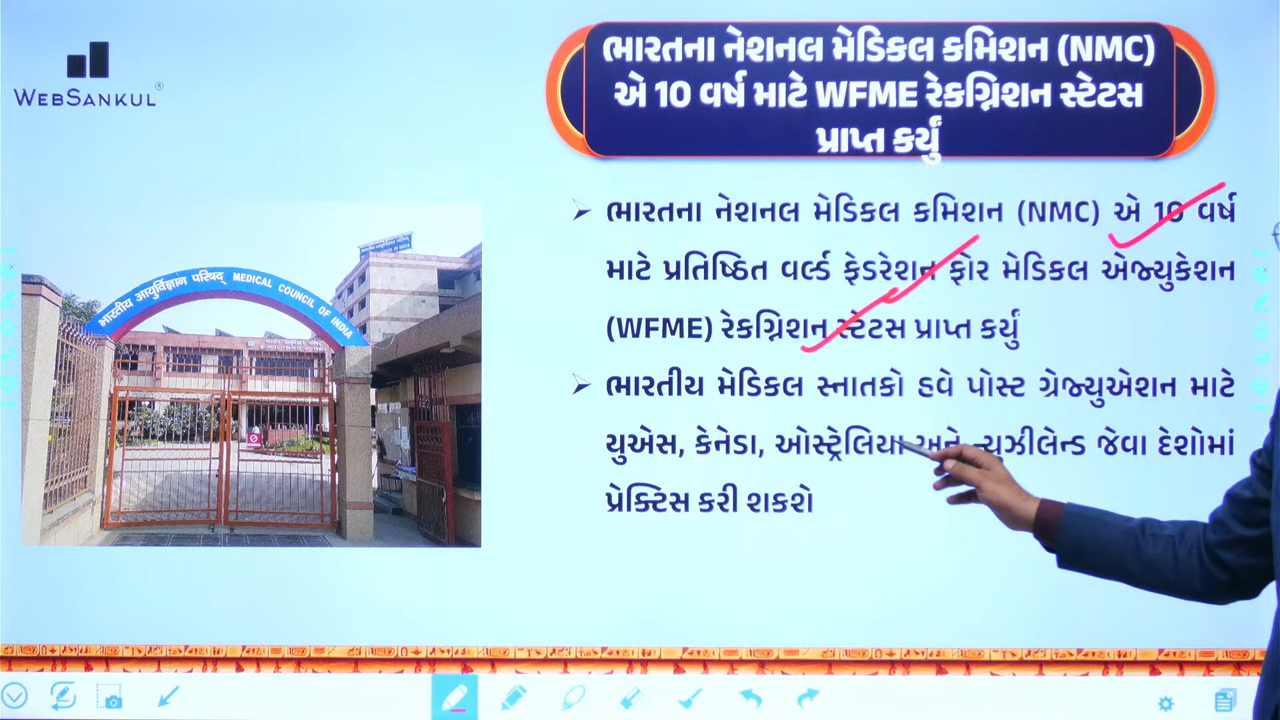 WEBSANKUL®
ભારતના નેશનલ મેડિકલ કમિશન (NMC)
એ 10 વર્ષ માટે WFME રેકગ્નિશન સ્ટેટસ
પ્રાપ્ત કર્યું
ભારતના નેશનલ મેડિકલ કમિશન (NMC) એ 10 વર્ષ
માટે પ્રતિષ્ઠિત વર્લ્ડ ફેડરેશન ફોર મેડિકલ એજ્યુકેશન
(WFME) રેકગ્નિશન સ્ટેટસ પ્રાપ્ત કર્યું
ભારતીય મેડિકલ સ્નાતકો હવે પોસ્ટ ગ્રેજ્યુએશન માટે
યુએસ, કેનેડા, ઓસ્ટ્રેલિયા અને ન્યૂઝીલેન્ડ જેવા દેશોમાં
પ્રેક્ટિસ કરી શકશે
भारतीय आयुर्विज्ञान परिषद् MEDICAL COUNCIL OF INDIA